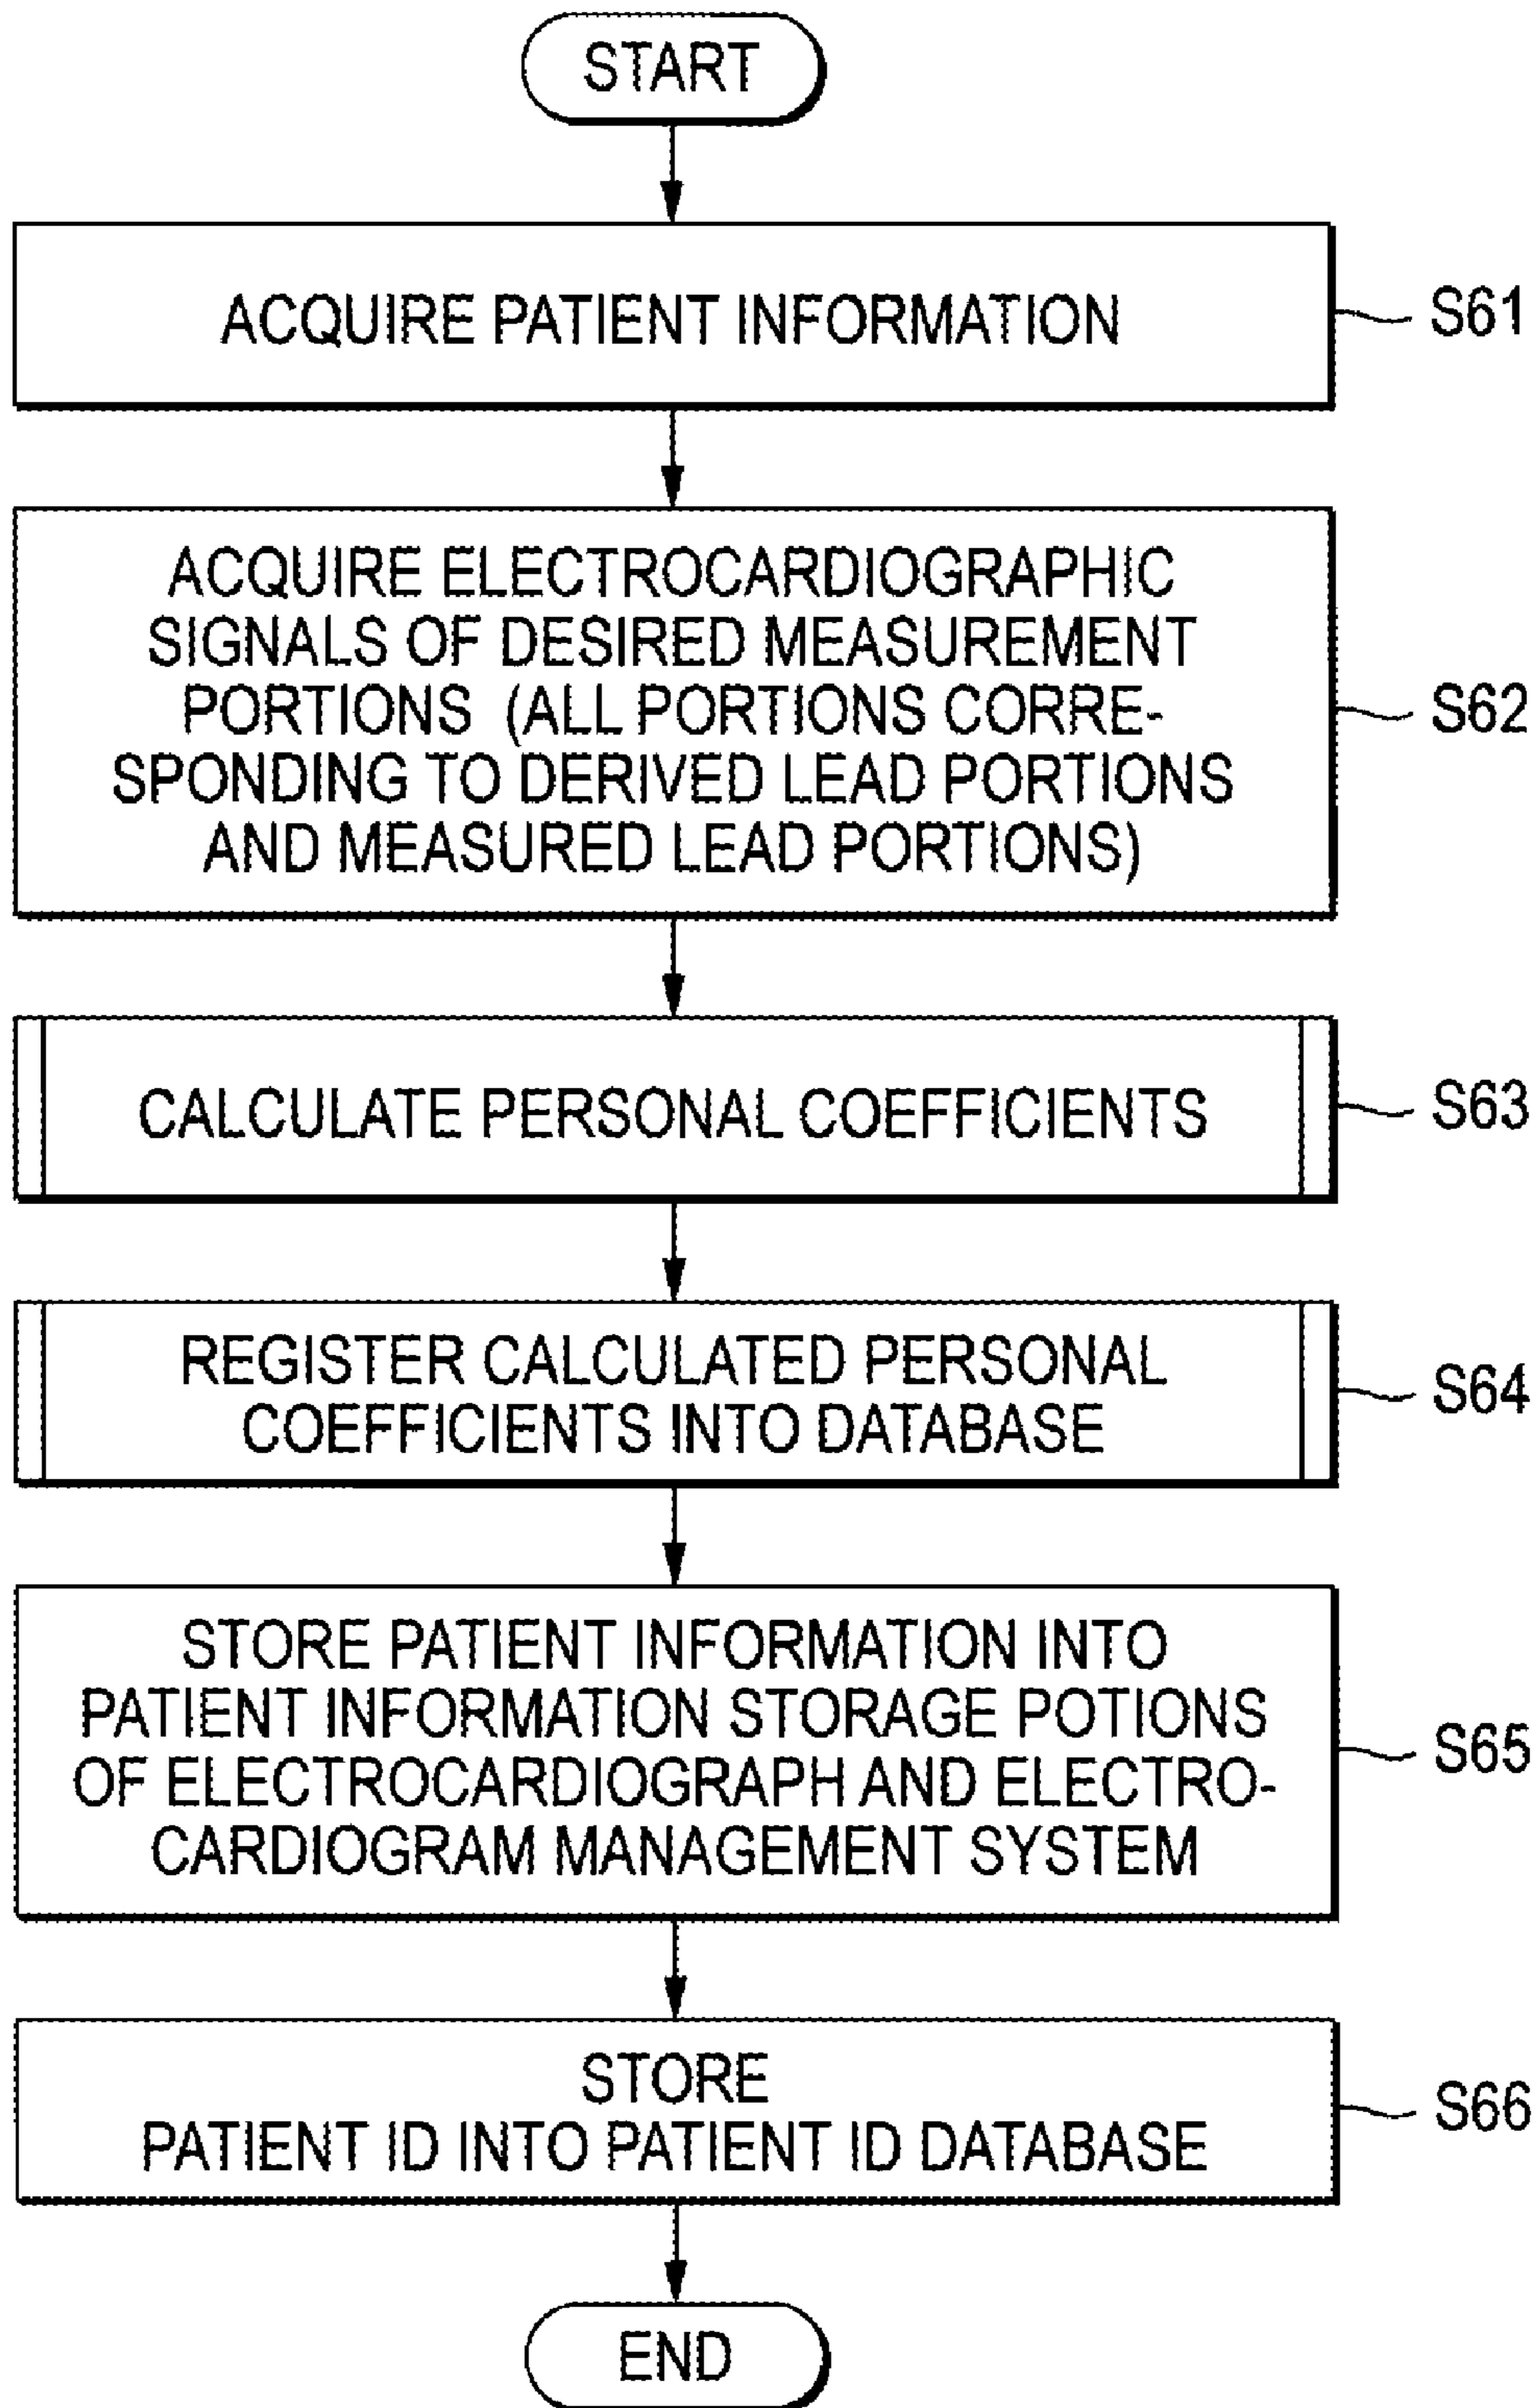 START
ACQUIRE PATIENT INFORMATION
S61
ACQUIRE ELECTROCARDIOGRAPHIC
SIGNALS OF DESIRED MEASUREMENT
PORTIONS (ALL PORTIONS CORRE-
SPONDING TO DERIVED LEAD PORTIONS
AND MEASURED LEAD PORTIONS)
S62
CALCULATE PERSONAL COEFFICIENTS
S63
REGISTER CALCULATED PERSONAL
COEFFICIENTS INTO DATABASE
S64
STORE PATIENT INFORMATION INTO
PATIENT INFORMATION STORAGE POTIONS
OF ELECTROCARDIOGRAPH AND ELECTRO-
CARDIOGRAM MANAGEMENT SYSTEM
S65
STORE
PATIENT ID INTO PATIENT ID DATABASE
S66
END